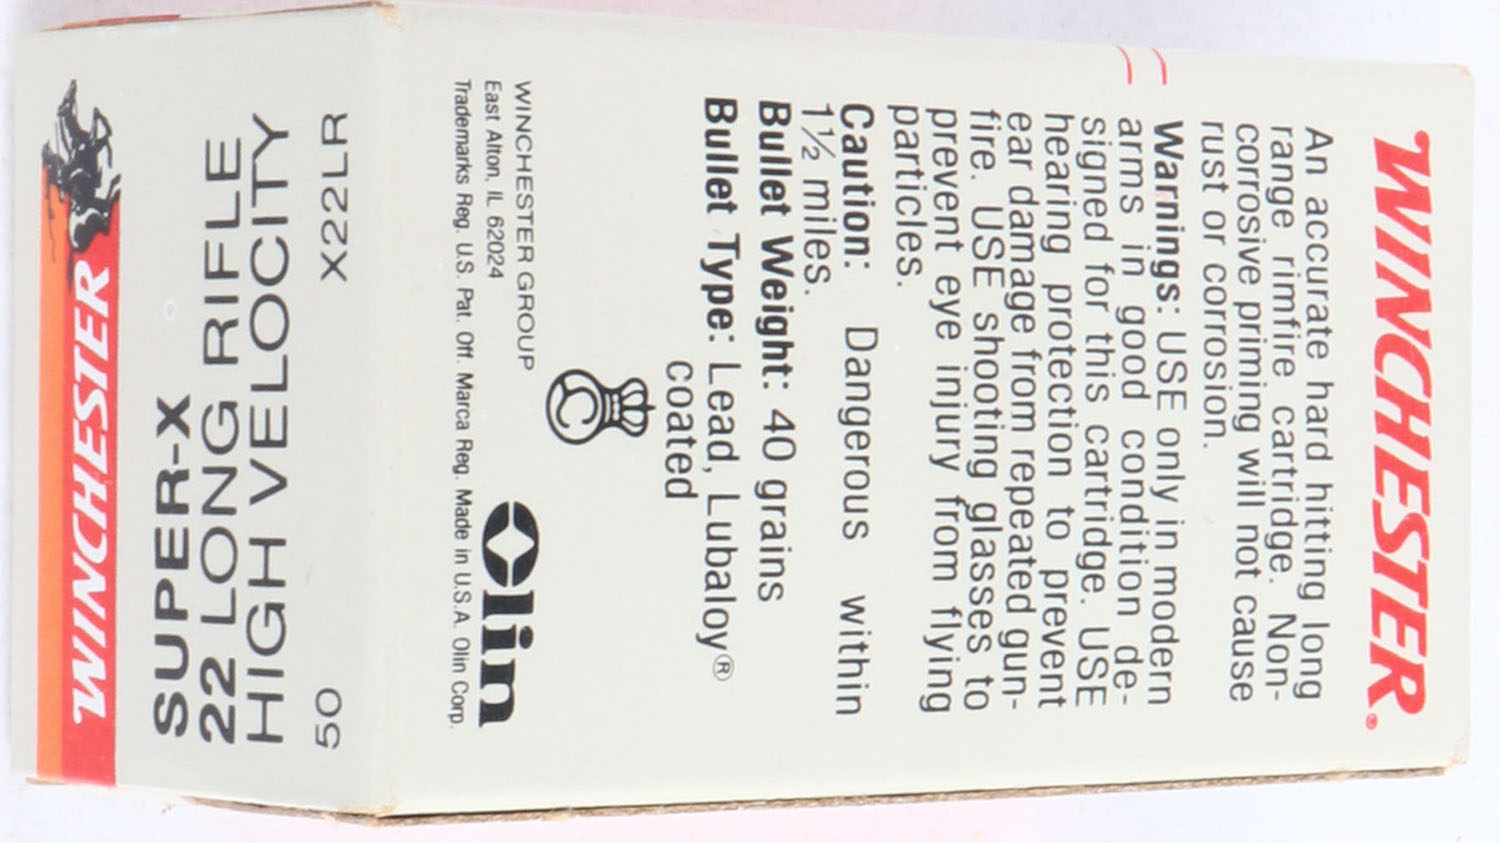 WINCHESTER®
An accurate hard hitting long
range rimfire cartridge. Non-
corrosive priming will not cause
rust or corrosion.
Warnings: USE only in modern
arms in good condition de-
signed for this cartridge. USE
hearing protection to prevent
ear damage from repeated gun-
fire. USE shooting glasses to
prevent eye injury from flying
particles.
Caution: Dangerous within
1½ miles.
Bullet Weight: 40 grains
Bullet Type: Lead, Lubaloy®
coated
C
WINCHESTER GROUP
East Alton, IL 62024
Olin
Trademarks Reg. U.S. Pat. Off. Marca Reg. Made in U.S.A. Olin Corp.
X22LR 50
HIGH VELOCITY
22 LONG RIFLE
SUPER-X
WINCHESTER